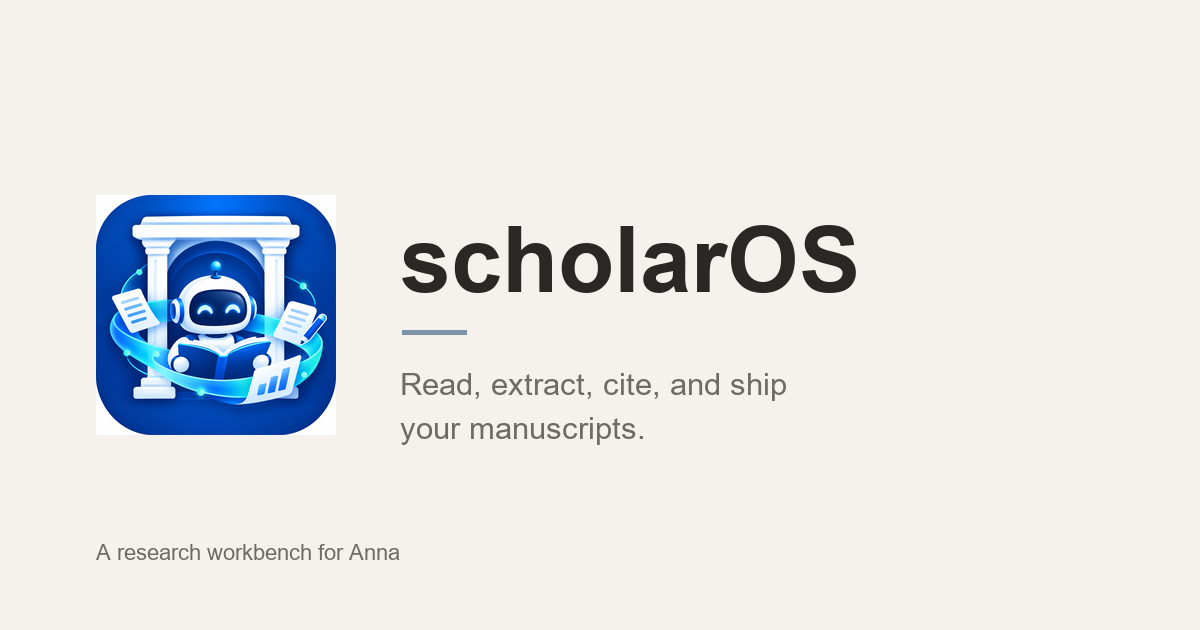 scholarOS
Read, extract, cite, and ship
your manuscripts.
A research workbench for Anna